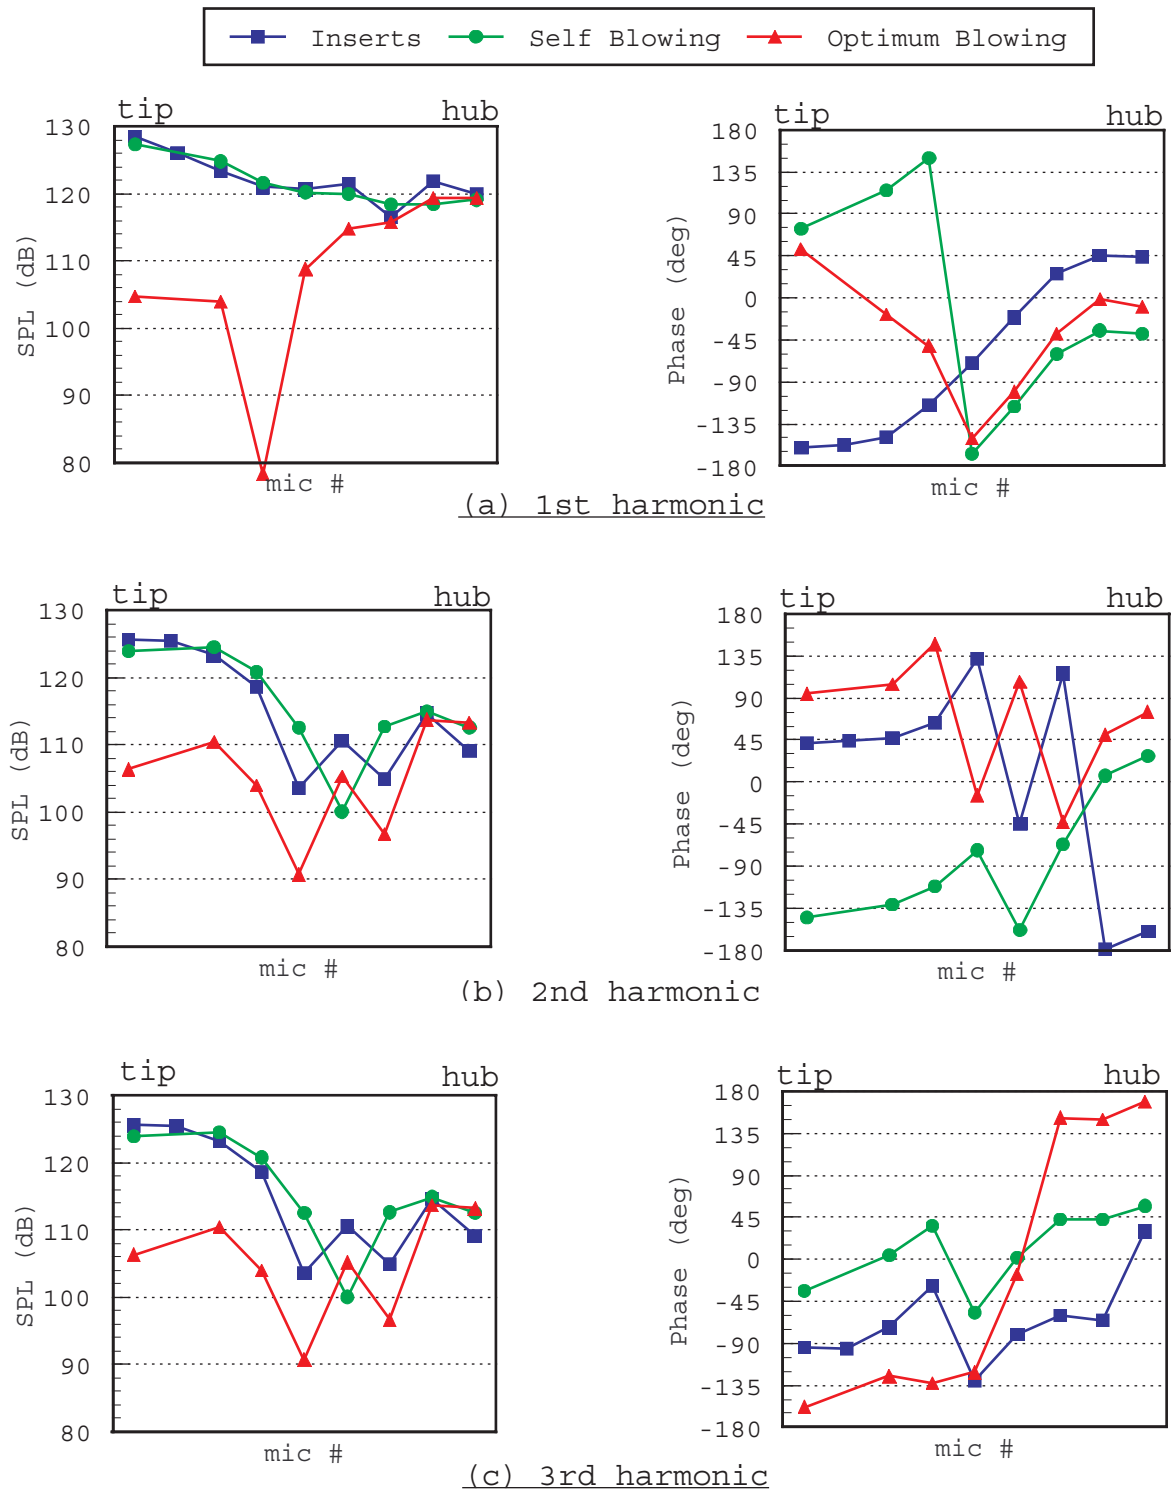 Inserts Self Blowing Optimum Blowing
tip hub
130
120
110
100
90
80
SPL (dB)
mic #
tip hub
180
135
90
45
0
-45
-90
-135
-180
Phase (deg)
mic #
(a) 1st harmonic
tip hub
130
120
110
100
90
80
SPL (dB)
mic #
tip hub
180
135
90
45
0
-45
-90
-135
-180
Phase (deg)
mic #
(b) 2nd harmonic
tip hub
130
120
110
100
90
80
SPL (dB)
mic #
tip hub
180
135
90
45
0
-45
-90
-135
-180
Phase (deg)
mic #
(c) 3rd harmonic